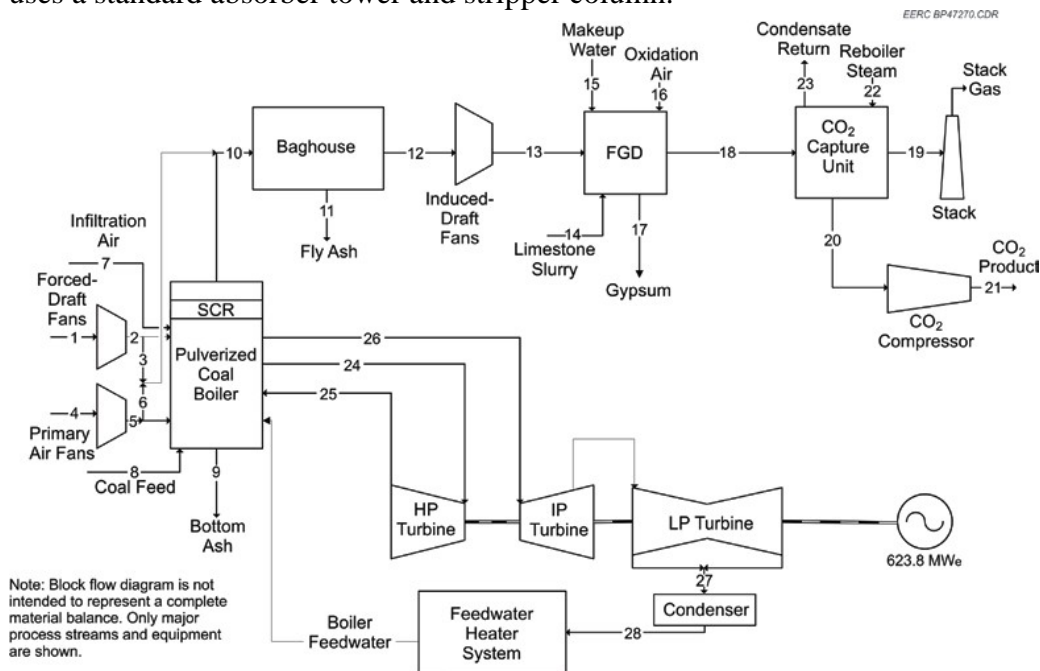 uses a standard absorber tower and stripper column.
EERC BP47270.CDR
Makeup
Water
Oxidation
Air
Condensate
Return
Reboiler
Steam
Stack
Gas
15
16
23
22
10
Baghouse
12
13
FGD
18
CO2
Capture
Unit
19
Induced-
Draft
Fans
Stack
11
Fly Ash
14
Limestone
Slurry
17
Gypsum
20
CO2
Product
21
CO2
Compressor
Infiltration
Air
7
Forced-
Draft
Fans
1
2
3
SCR
Pulverized
Coal
Boiler
26
24
25
4
5
6
Primary
Air Fans
8
Coal Feed
9
Bottom
Ash
HP
Turbine
IP
Turbine
LP Turbine
623.8 MWe
27
Condenser
28
Feedwater
Heater
System
Boiler
Feedwater
Note: Block flow diagram is not
intended to represent a complete
material balance. Only major
process streams and equipment
are shown.